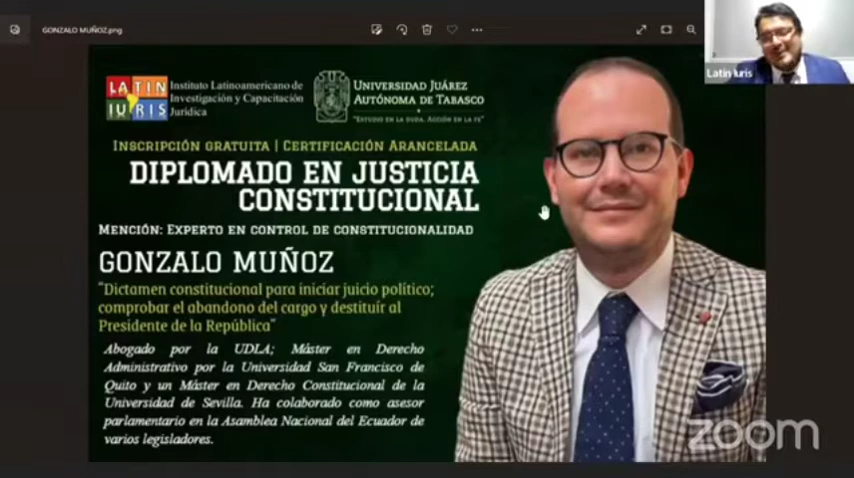 GONZALO MUÑOZ.png
Latin Iuris
LATIN
IURIS
Instituto Latinoamericano de
Investigación y Capacitación
Jurídica
UNIVERSIDAD JUÁREZ
AUTÓNOMA DE TABASCO
"ESTUDIO EN LA DUDA. ACCIÓN EN LA FE"
INSCRIPCIÓN GRATUITA | CERTIFICACIÓN ARANCELADA
DIPLOMADO EN JUSTICIA
CONSTITUCIONAL
MENCIÓN: EXPERTO EN CONTROL DE CONSTITUCIONALIDAD
GONZALO MUÑOZ
"Dictamen constitucional para iniciar juicio político;
comprobar el abandono del cargo y destituír al
Presidente de la República"
Abogado por la UDLA; Máster en Derecho
Administrativo por la Universidad San Francisco de
Quito y un Máster en Derecho Constitucional de la
Universidad de Sevilla. Ha colaborado como asesor
parlamentario en la Asamblea Nacional del Ecuador de
varios legisladores.
zoom